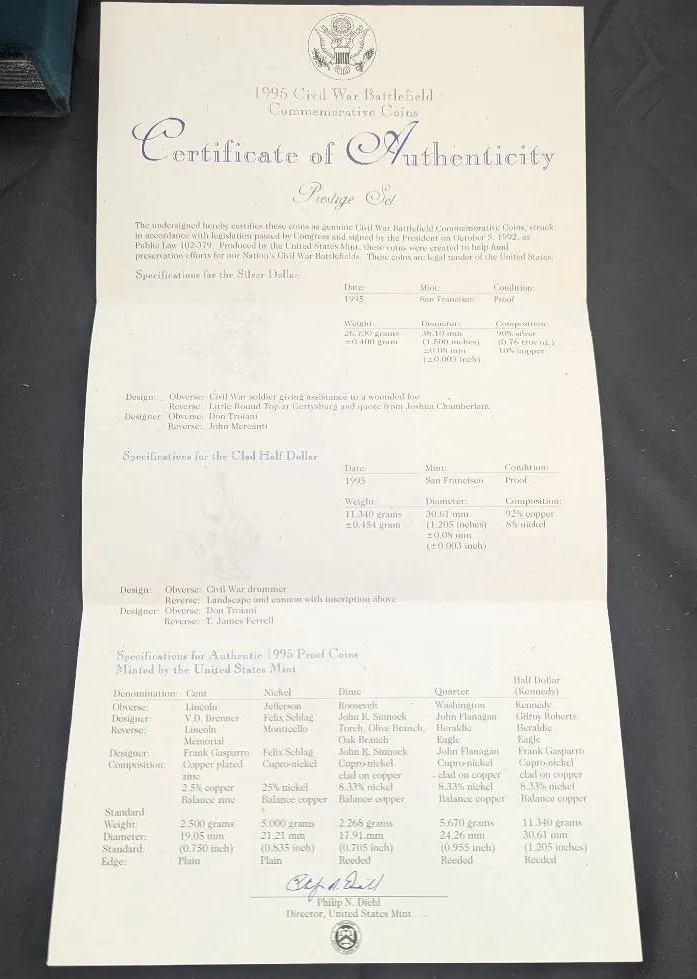 1995 Civil War Battlefield
Commemorative Coins
Certificate of Authenticity
Prestige Set
The undersigned hereby certifies these coins as genuine Civil War Battlefield Commemorative Coins, struck
in accordance with legislation passed by Congress and signed by the President on October 5, 1992, as
Public Law 102-379. Produced by the United States Mint, these coins were created to help fund
preservation efforts for our Nation's Civil War Battlefields. These coins are legal tender of the United States.
Specifications for the Silver Dollar
Date: Mint: Condition:
1995 San Francisco Proof
Weight: Diameter: Composition:
26.730 grams 38.10 mm 90% silver
±0.400 gram (1.500 inches) (0.76 troy oz.)
±0.08 mm 10% copper
(±0.003 inch)
Design: Obverse: Civil War soldier giving assistance to a wounded foe
Reverse: Little Round Top at Gettysburg and quote from Joshua Chamberlain
Designer: Obverse: Don Troiani
Reverse: John Mercanti
Specifications for the Clad Half Dollar
Date: Mint: Condition:
1995 San Francisco Proof
Weight: Diameter: Composition:
11.340 grams 30.61 mm 92% copper
±0.454 gram (1.205 inches) 8% nickel
±0.08 mm
(±0.003 inch)
Design: Obverse: Civil War drummer
Reverse: Landscape and cannon with inscription above
Designer: Obverse: Don Troiani
Reverse: T. James Ferrell
Specifications for Authentic 1995 Proof Coins
Minted by the United States Mint
Half Dollar
Denomination: Cent Nickel Dime Quarter (Kennedy)
Obverse: Lincoln Jefferson Roosevelt Washington Kennedy
Designer: V.D. Brenner Felix Schlag John R. Sinnock John Flanagan Gilroy Roberts
Reverse: Lincoln Monticello Torch, Olive Branch, Heraldic Heraldic
Memorial Oak Branch Eagle Eagle
Designer: Frank Gasparro Felix Schlag John R. Sinnock John Flanagan Frank Gasparro
Composition: Copper plated Cupro-nickel Cupro-nickel Cupro-nickel Cupro-nickel
zinc clad on copper clad on copper clad on copper
2.5% copper 25% nickel 8.33% nickel 8.33% nickel 8.33% nickel
Balance zinc Balance copper Balance copper Balance copper Balance copper
Standard
Weight: 2.500 grams 5.000 grams 2.268 grams 5.670 grams 11.340 grams
Diameter: 19.05 mm 21.21 mm 17.91 mm 24.26 mm 30.61 mm
Standard: (0.750 inch) (0.835 inch) (0.705 inch) (0.955 inch) (1.205 inches)
Edge: Plain Plain Reeded Reeded Reeded
Philip N. Diehl
Philip N. Diehl
Director, United States Mint